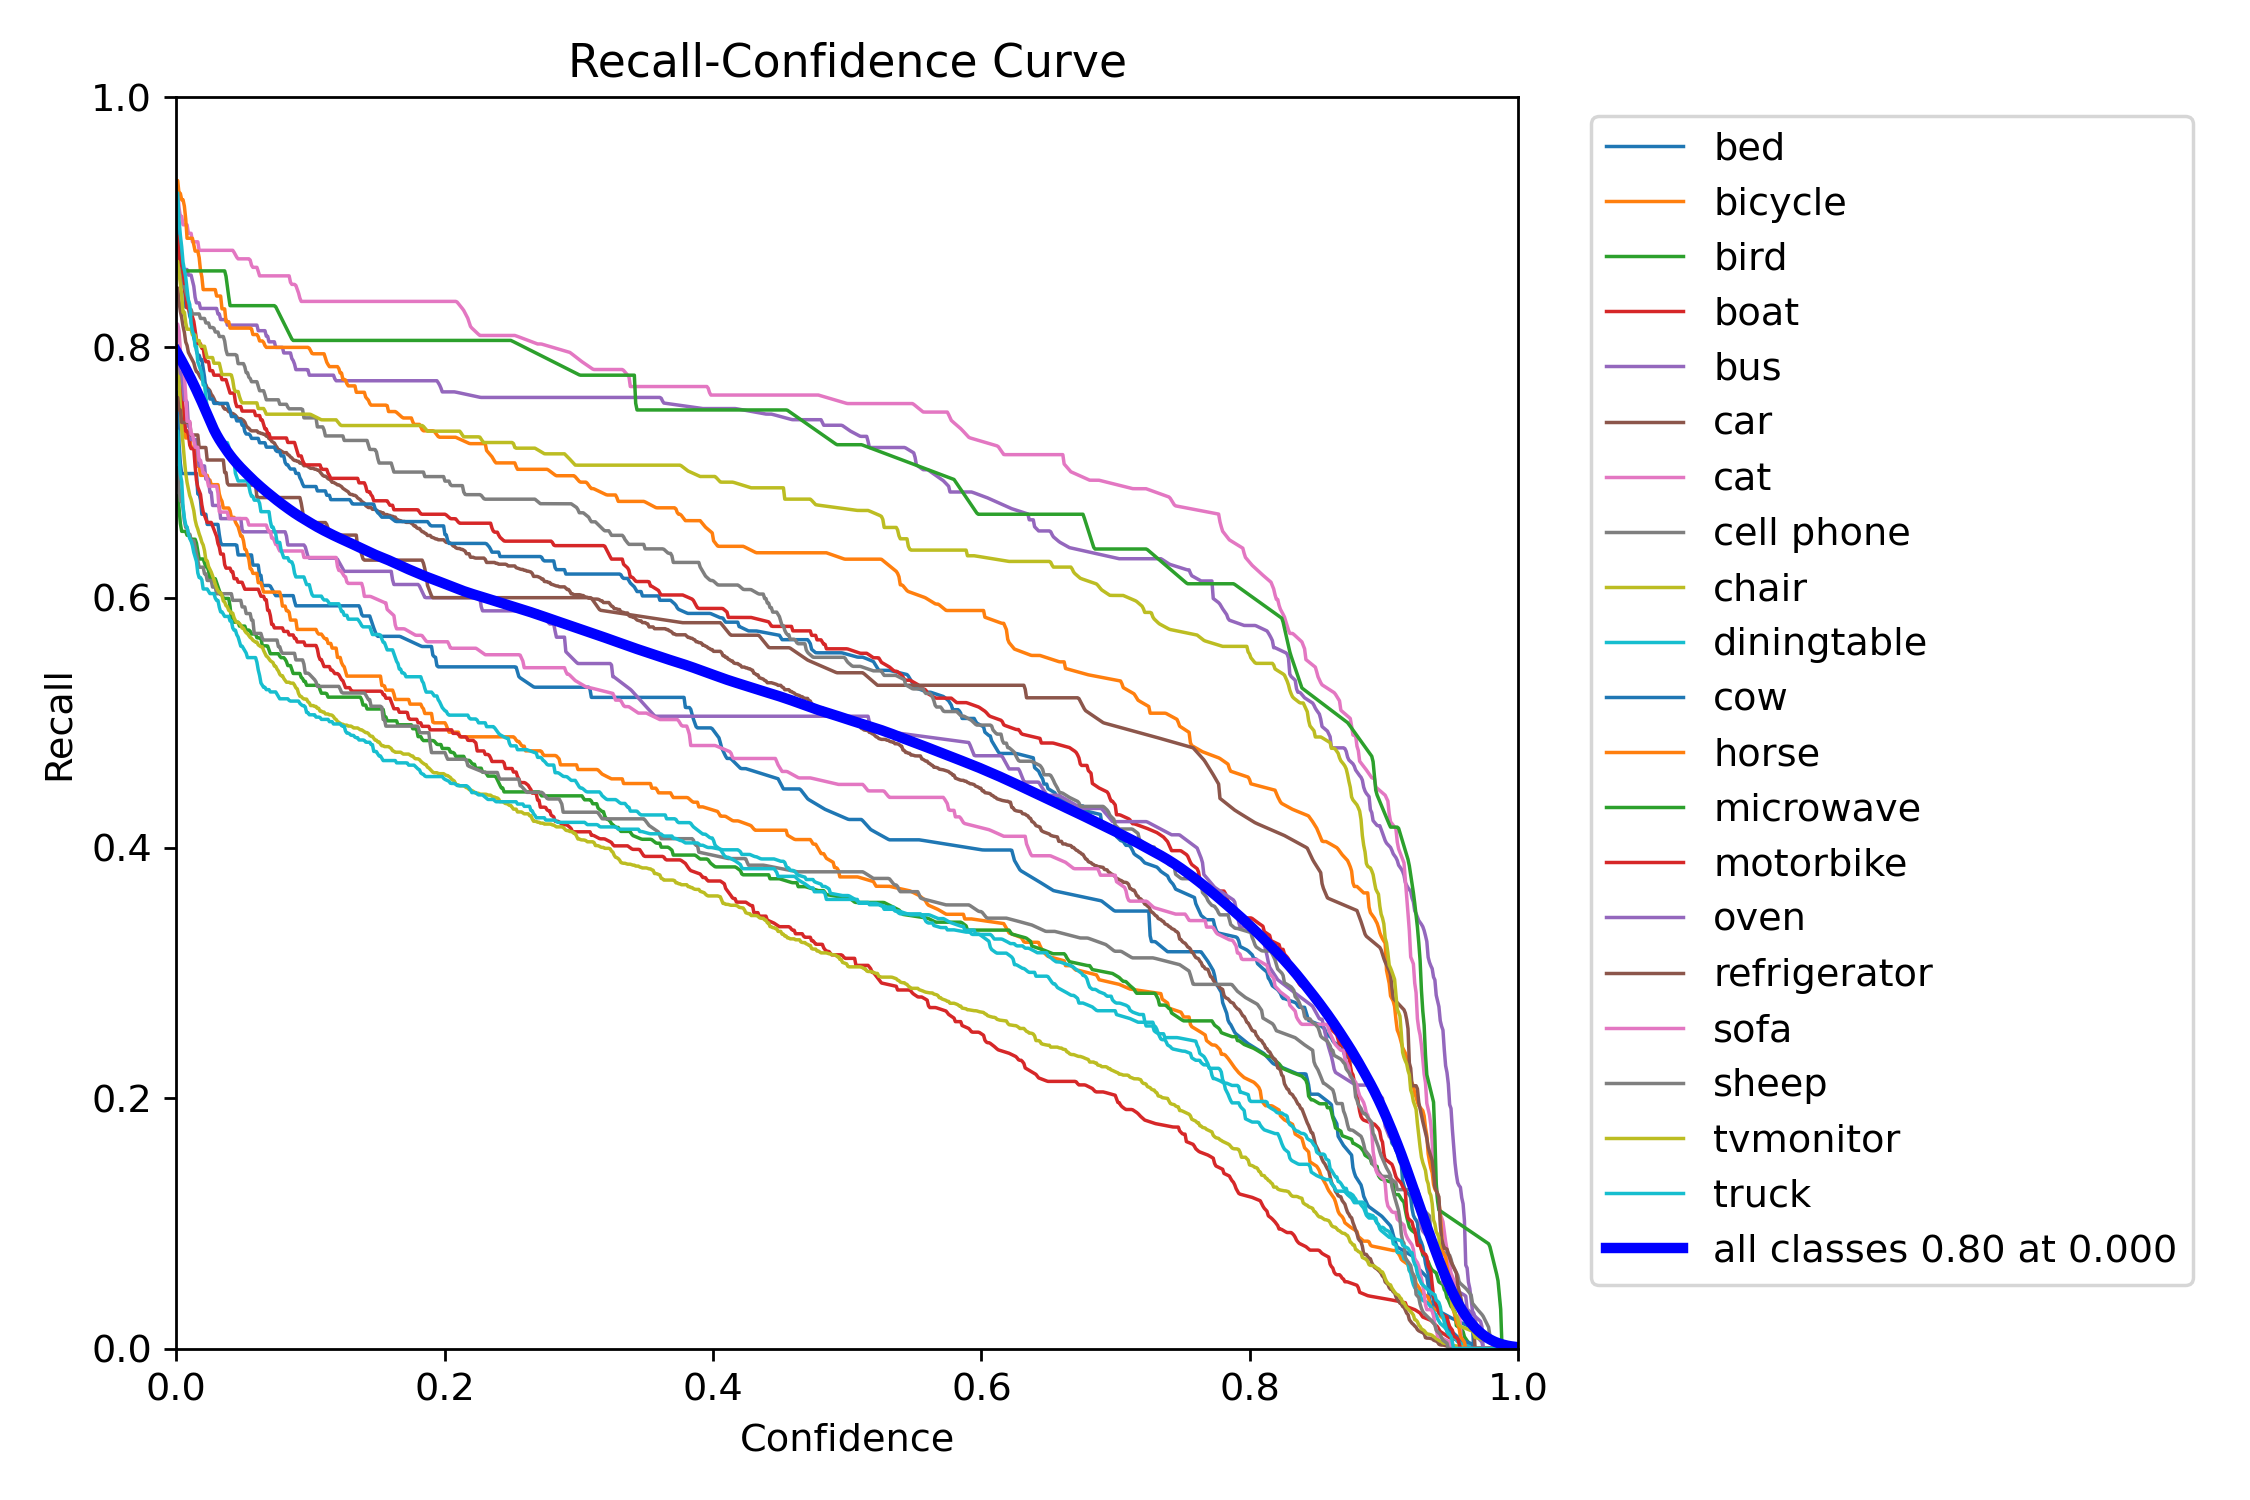 Recall-Confidence Curve
1.0
0.8
0.6
0.4
0.2
0.0
Recall
0.0 0.2 0.4 0.6 0.8 1.0
Confidence
bed
bicycle
bird
boat
bus
car
cat
cell phone
chair
diningtable
cow
horse
microwave
motorbike
oven
refrigerator
sofa
sheep
tvmonitor
truck
all classes 0.80 at 0.000